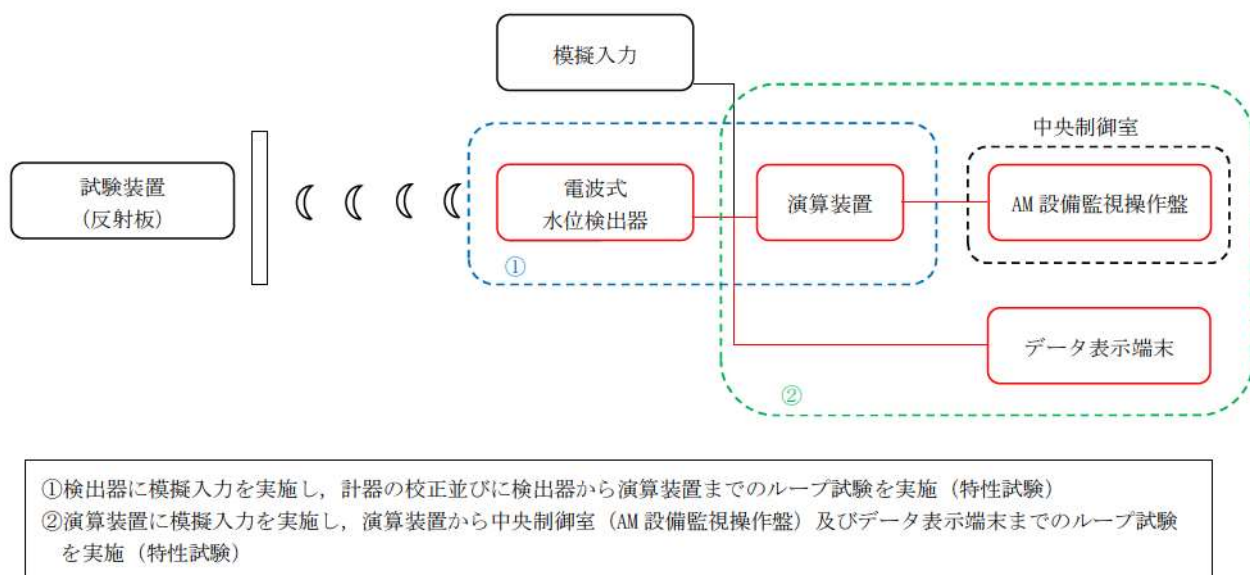 模擬入力
中央制御室
試験装置
(反射板)
電波式
水位検出器
演算装置
AM 設備監視操作盤
①
データ表示端末
②
①検出器に模擬入力を実施し，計器の校正並びに検出器から演算装置までのループ試験を実施（特性試験）
②演算装置に模擬入力を実施し，演算装置から中央制御室（AM 設備監視操作盤）及びデータ表示端末までのループ試験
を実施（特性試験）